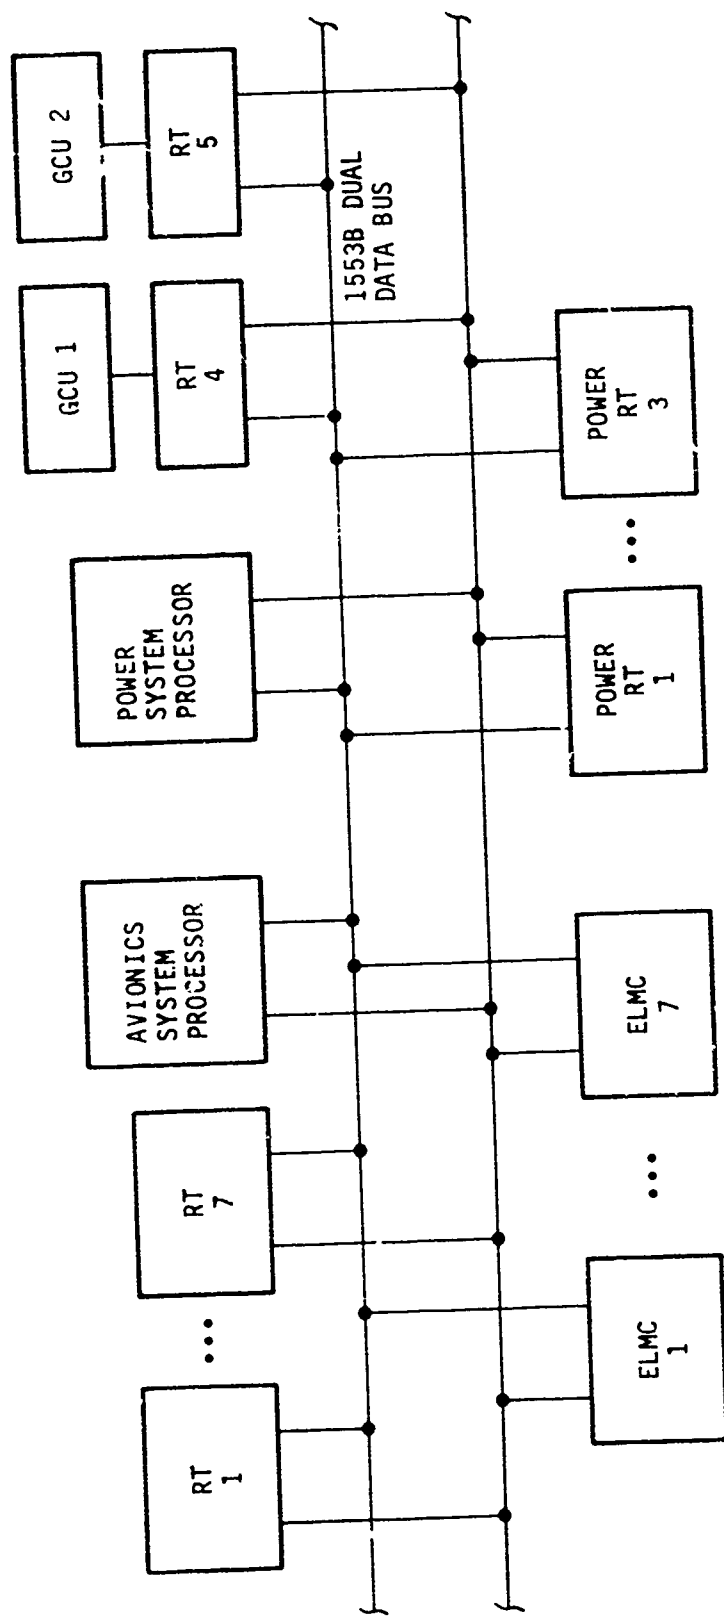 RT
1
RT
7
AVIONICS
SYSTEM
PROCESSOR
POWER
SYSTEM
PROCESSOR
GCU 1
RT
4
GCU 2
RT
5
1553B DUAL
DATA BUS
ELMC
1
ELMC
7
POWER
RT
1
POWER
RT
3